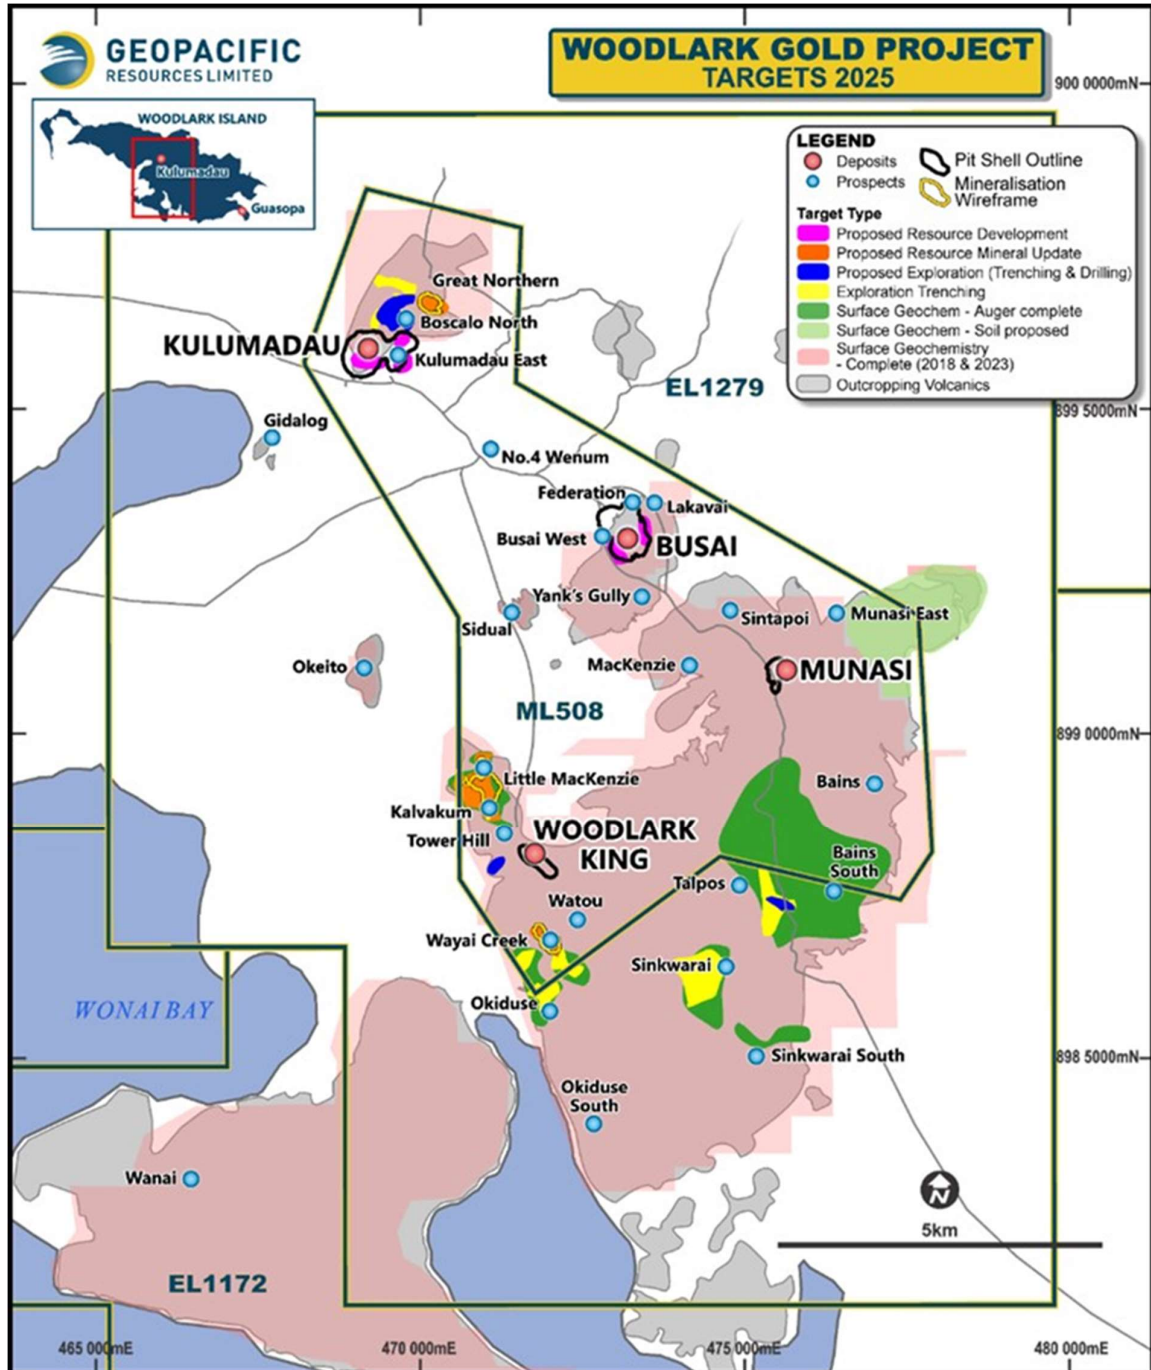 GEOPACIFIC
RESOURCES LIMITED
WOODLARK GOLD PROJECT
TARGETS 2025
900 0000mN
WOODLARK ISLAND
Kulumadau
Guasopa
LEGEND
Deposits
Prospects
Pit Shell Outline
Mineralisation
Wireframe
Target Type
Proposed Resource Development
Proposed Resource Mineral Update
Proposed Exploration (Trenching & Drilling)
Exploration Trenching
Surface Geochem - Auger complete
Surface Geochem - Soil proposed
Surface Geochemistry
- Complete (2018 & 2023)
Outcropping Volcanics
Great Northern
Boscalo North
KULUMADAU
Kulumadau East
EL1279
899 5000mN
Gidalog
No.4 Wenum
Federation
Lakavai
Busai West
BUSAI
Yank's Gully
Sidual
Sintapoi
Munasi East
Okeito
MacKenzie
MUNASI
ML508
899 0000mN
Little MacKenzie
Bains
Kalvakum
Tower Hill
WOODLARK
KING
Bains
South
Talpos
Watou
Wayai Creek
Sinkwarai
Okiduse
WONAI BAY
Sinkwarai South
898 5000mN
Okiduse
South
Wanai
N
5km
EL1172
465 000mE
470 000mE
475 000mE
480 000mE